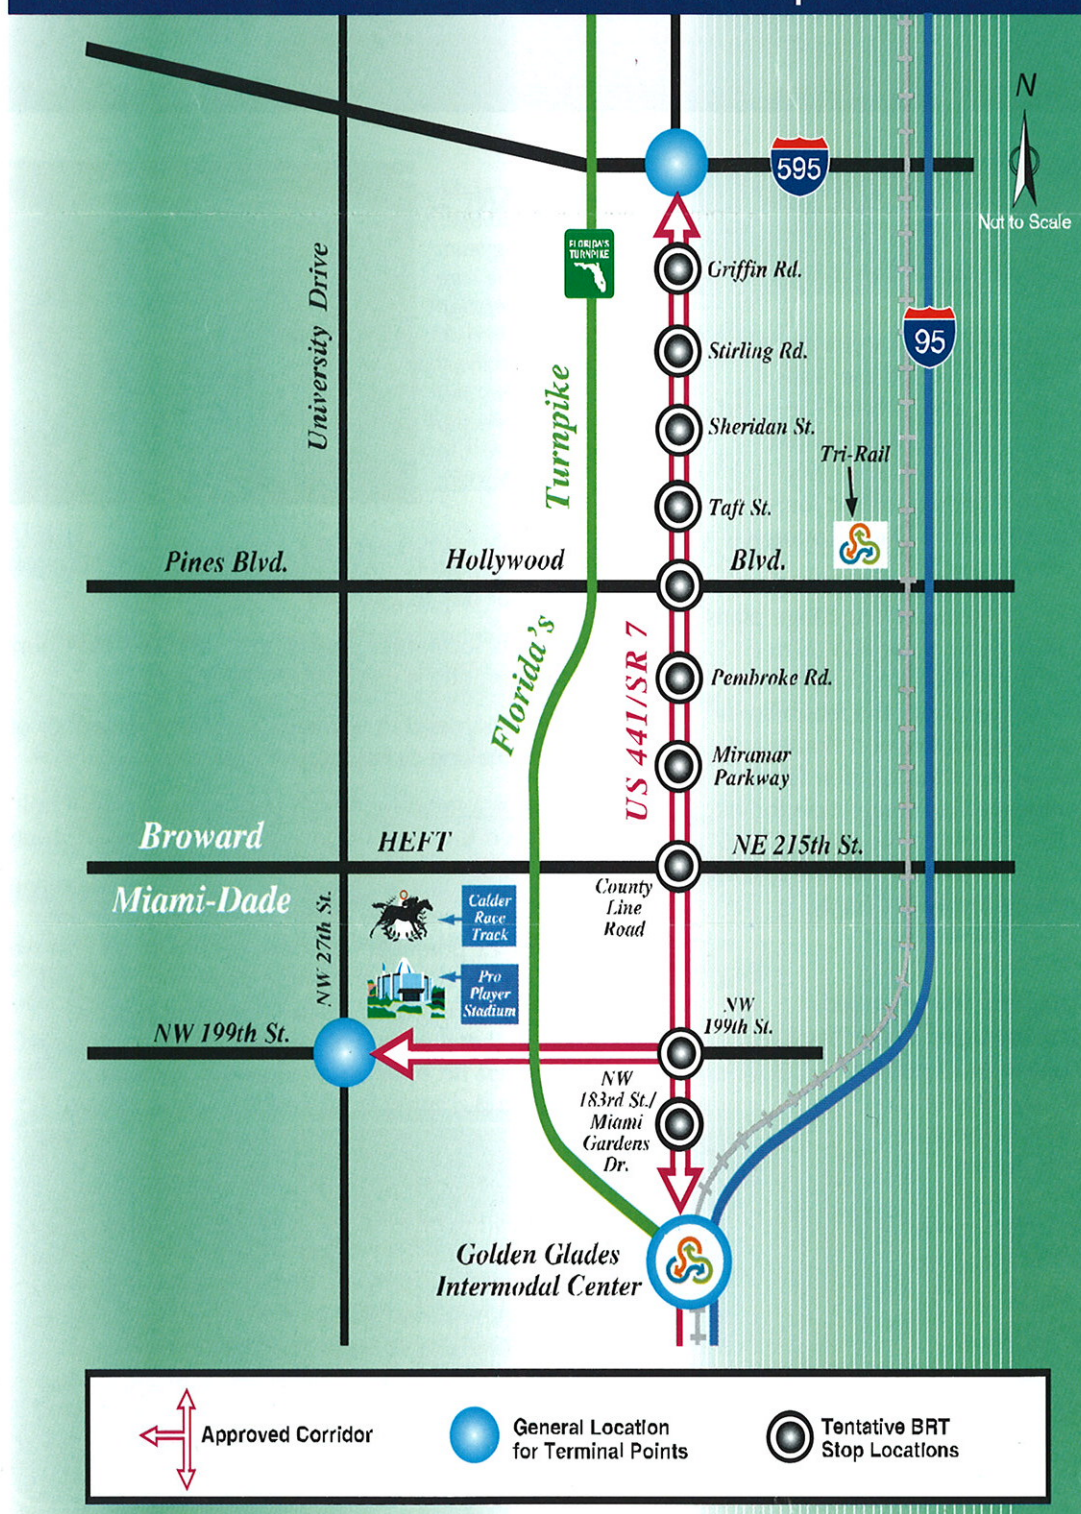 N
595
Not to Scale
FLORIDA'S
TURNPIKE
Griffin Rd.
University Drive
95
Stirling Rd.
Turnpike
Sheridan St.
Tri-Rail
Taft St.
Pines Blvd.
Hollywood
Blvd.
Florida's
US 441/SR 7
Pembroke Rd.
Miramar
Parkway
Broward
HEFT
NE 215th St.
Miami-Dade
County
Line
Road
Calder
Race
Track
NW 27th St.
Pro
Player
Stadium
NW
199th St.
NW 199th St.
NW
183rd St./
Miami
Gardens
Dr.
Golden Glades
Intermodal Center
Approved Corridor
General Location
for Terminal Points
Tentative BRT
Stop Locations